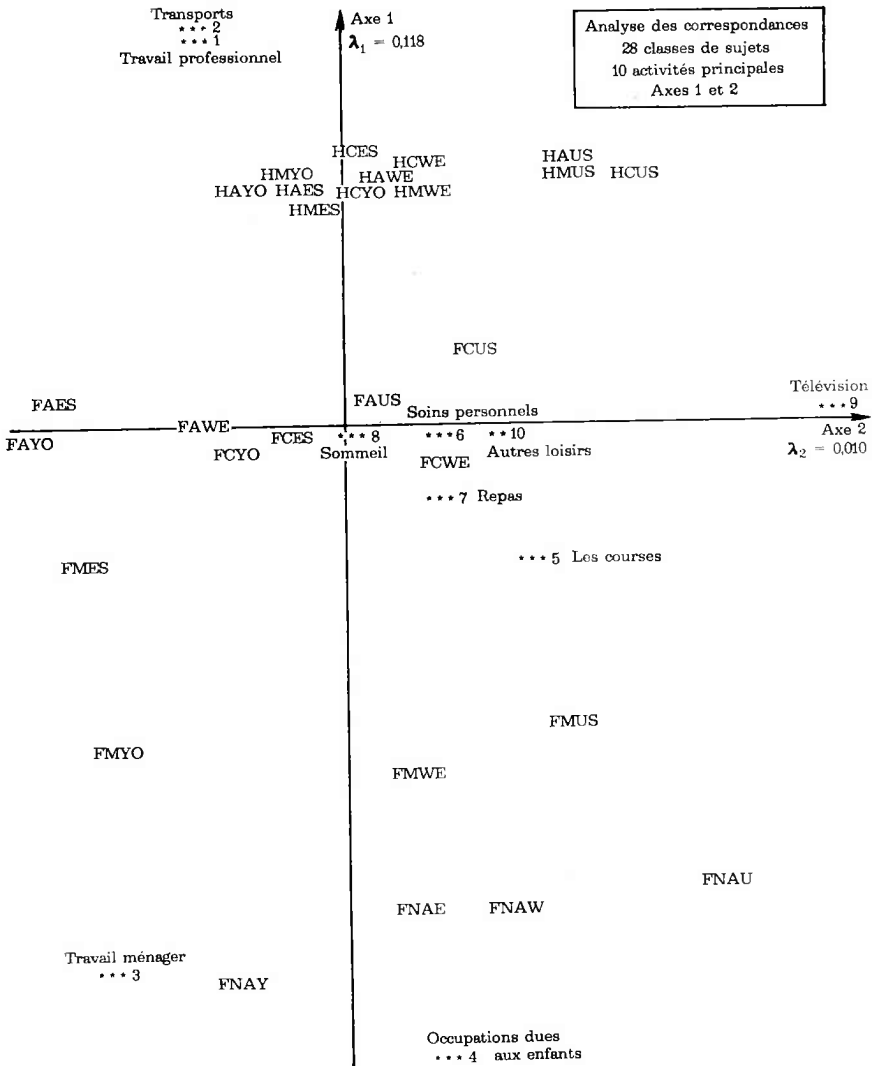 Transports
*** 2
*** 1
Travail professionnel
Axe 1
λ₁ = 0,118
Analyse des correspondances
28 classes de sujets
10 activités principales
Axes 1 et 2
HCES
HCWE
HAUS
HMYO
HAWE
HMUS HCUS
HAYO HAES HCYO HMWE
HMES
FCUS
Télévision
*** 9
FAES
FAUS
Soins personnels
FAWE
Axe 2
λ₂ = 0,010
FAYO
FCES
*** 8
*** 6
** 10
FCYO
Sommeil
FCWE
Autres loisirs
*** 7 Repas
*** 5 Les courses
FMES
FMUS
FMYO
FMWE
FNAU
FNAE
FNAW
Travail ménager
*** 3
FNAY
Occupations dues
*** 4 aux enfants